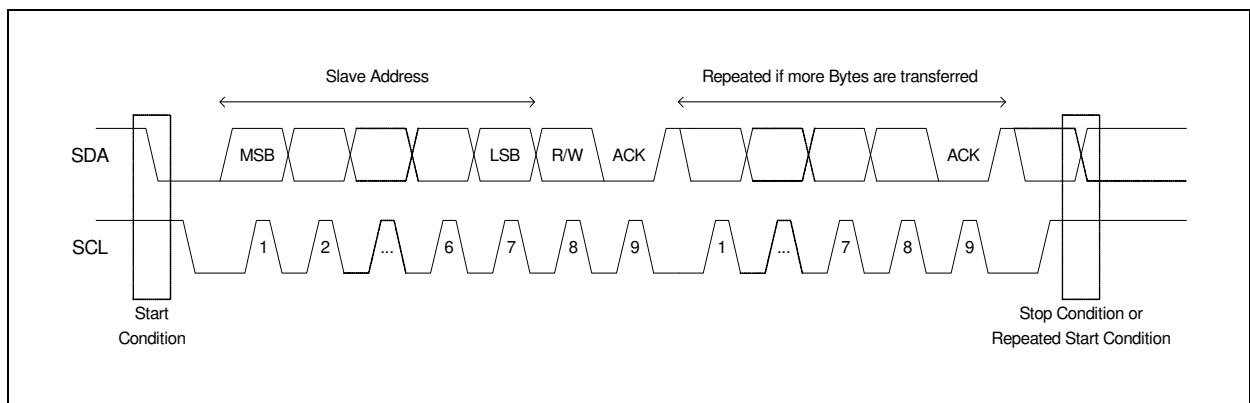 Slave Address
Repeated if more Bytes are transferred
SDA
MSB
LSB
R/W
ACK
ACK
SCL
1
2
...
6
7
8
9
1
...
7
8
9
Start
Condition
Stop Condition or
Repeated Start Condition